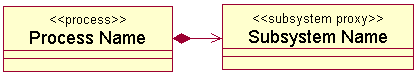 <<process>>
Process Name
<<subsystem proxy>>
Subsystem Name